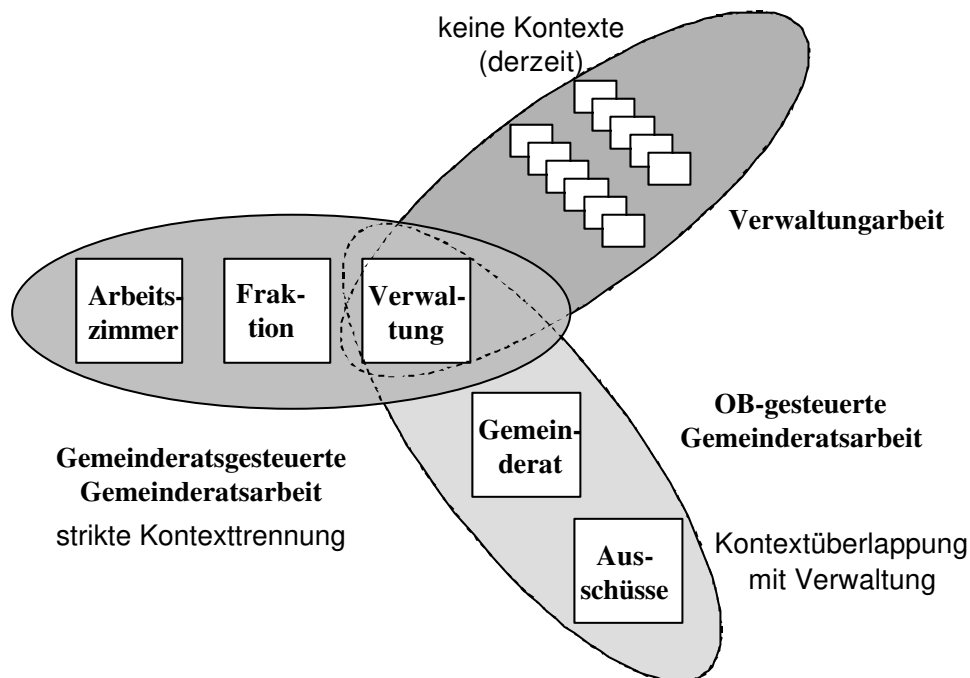 keine Kontexte
(derzeit)
Verwaltungarbeit
Arbeits-
zimmer
Frak-
tion
Verwal-
tung
Gemein-
derat
OB-gesteuerte
Gemeinderatsarbeit
Gemeinderatsgesteuerte
Gemeinderatsarbeit
strikte Kontexttrennung
Aus-
schüsse
Kontextüberlappung
mit Verwaltung